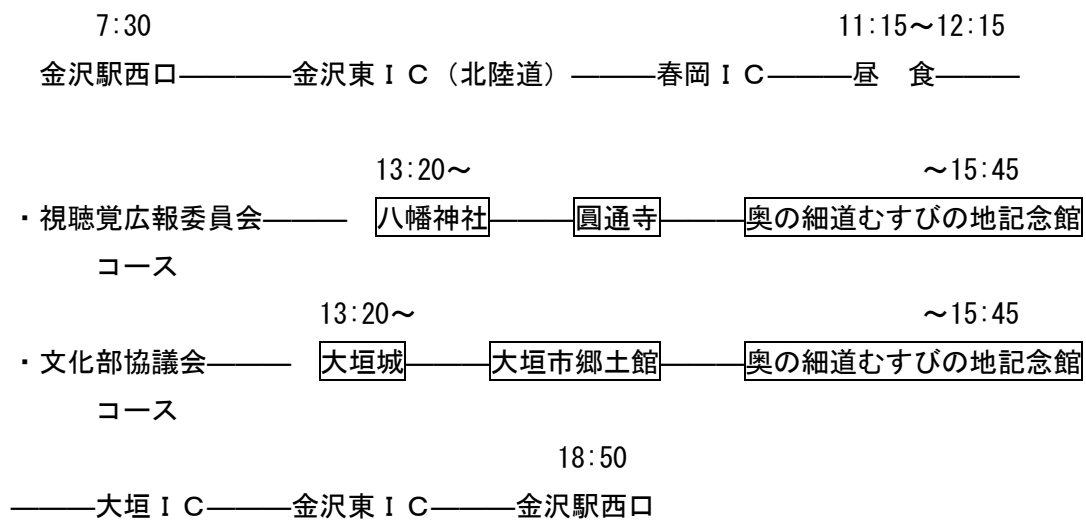 7:30 11:15~12:15
金沢駅西口————金沢東IC（北陸道）———春岡IC———昼 食———
13:20~ ~15:45
・視聴覚広報委員会——— 八幡神社———圓通寺———奥の細道むすびの地記念館
コース
13:20~ ~15:45
・文化部協議会——— 大垣城———大垣市郷土館———奥の細道むすびの地記念館
コース
18:50
———大垣IC———金沢東IC———金沢駅西口